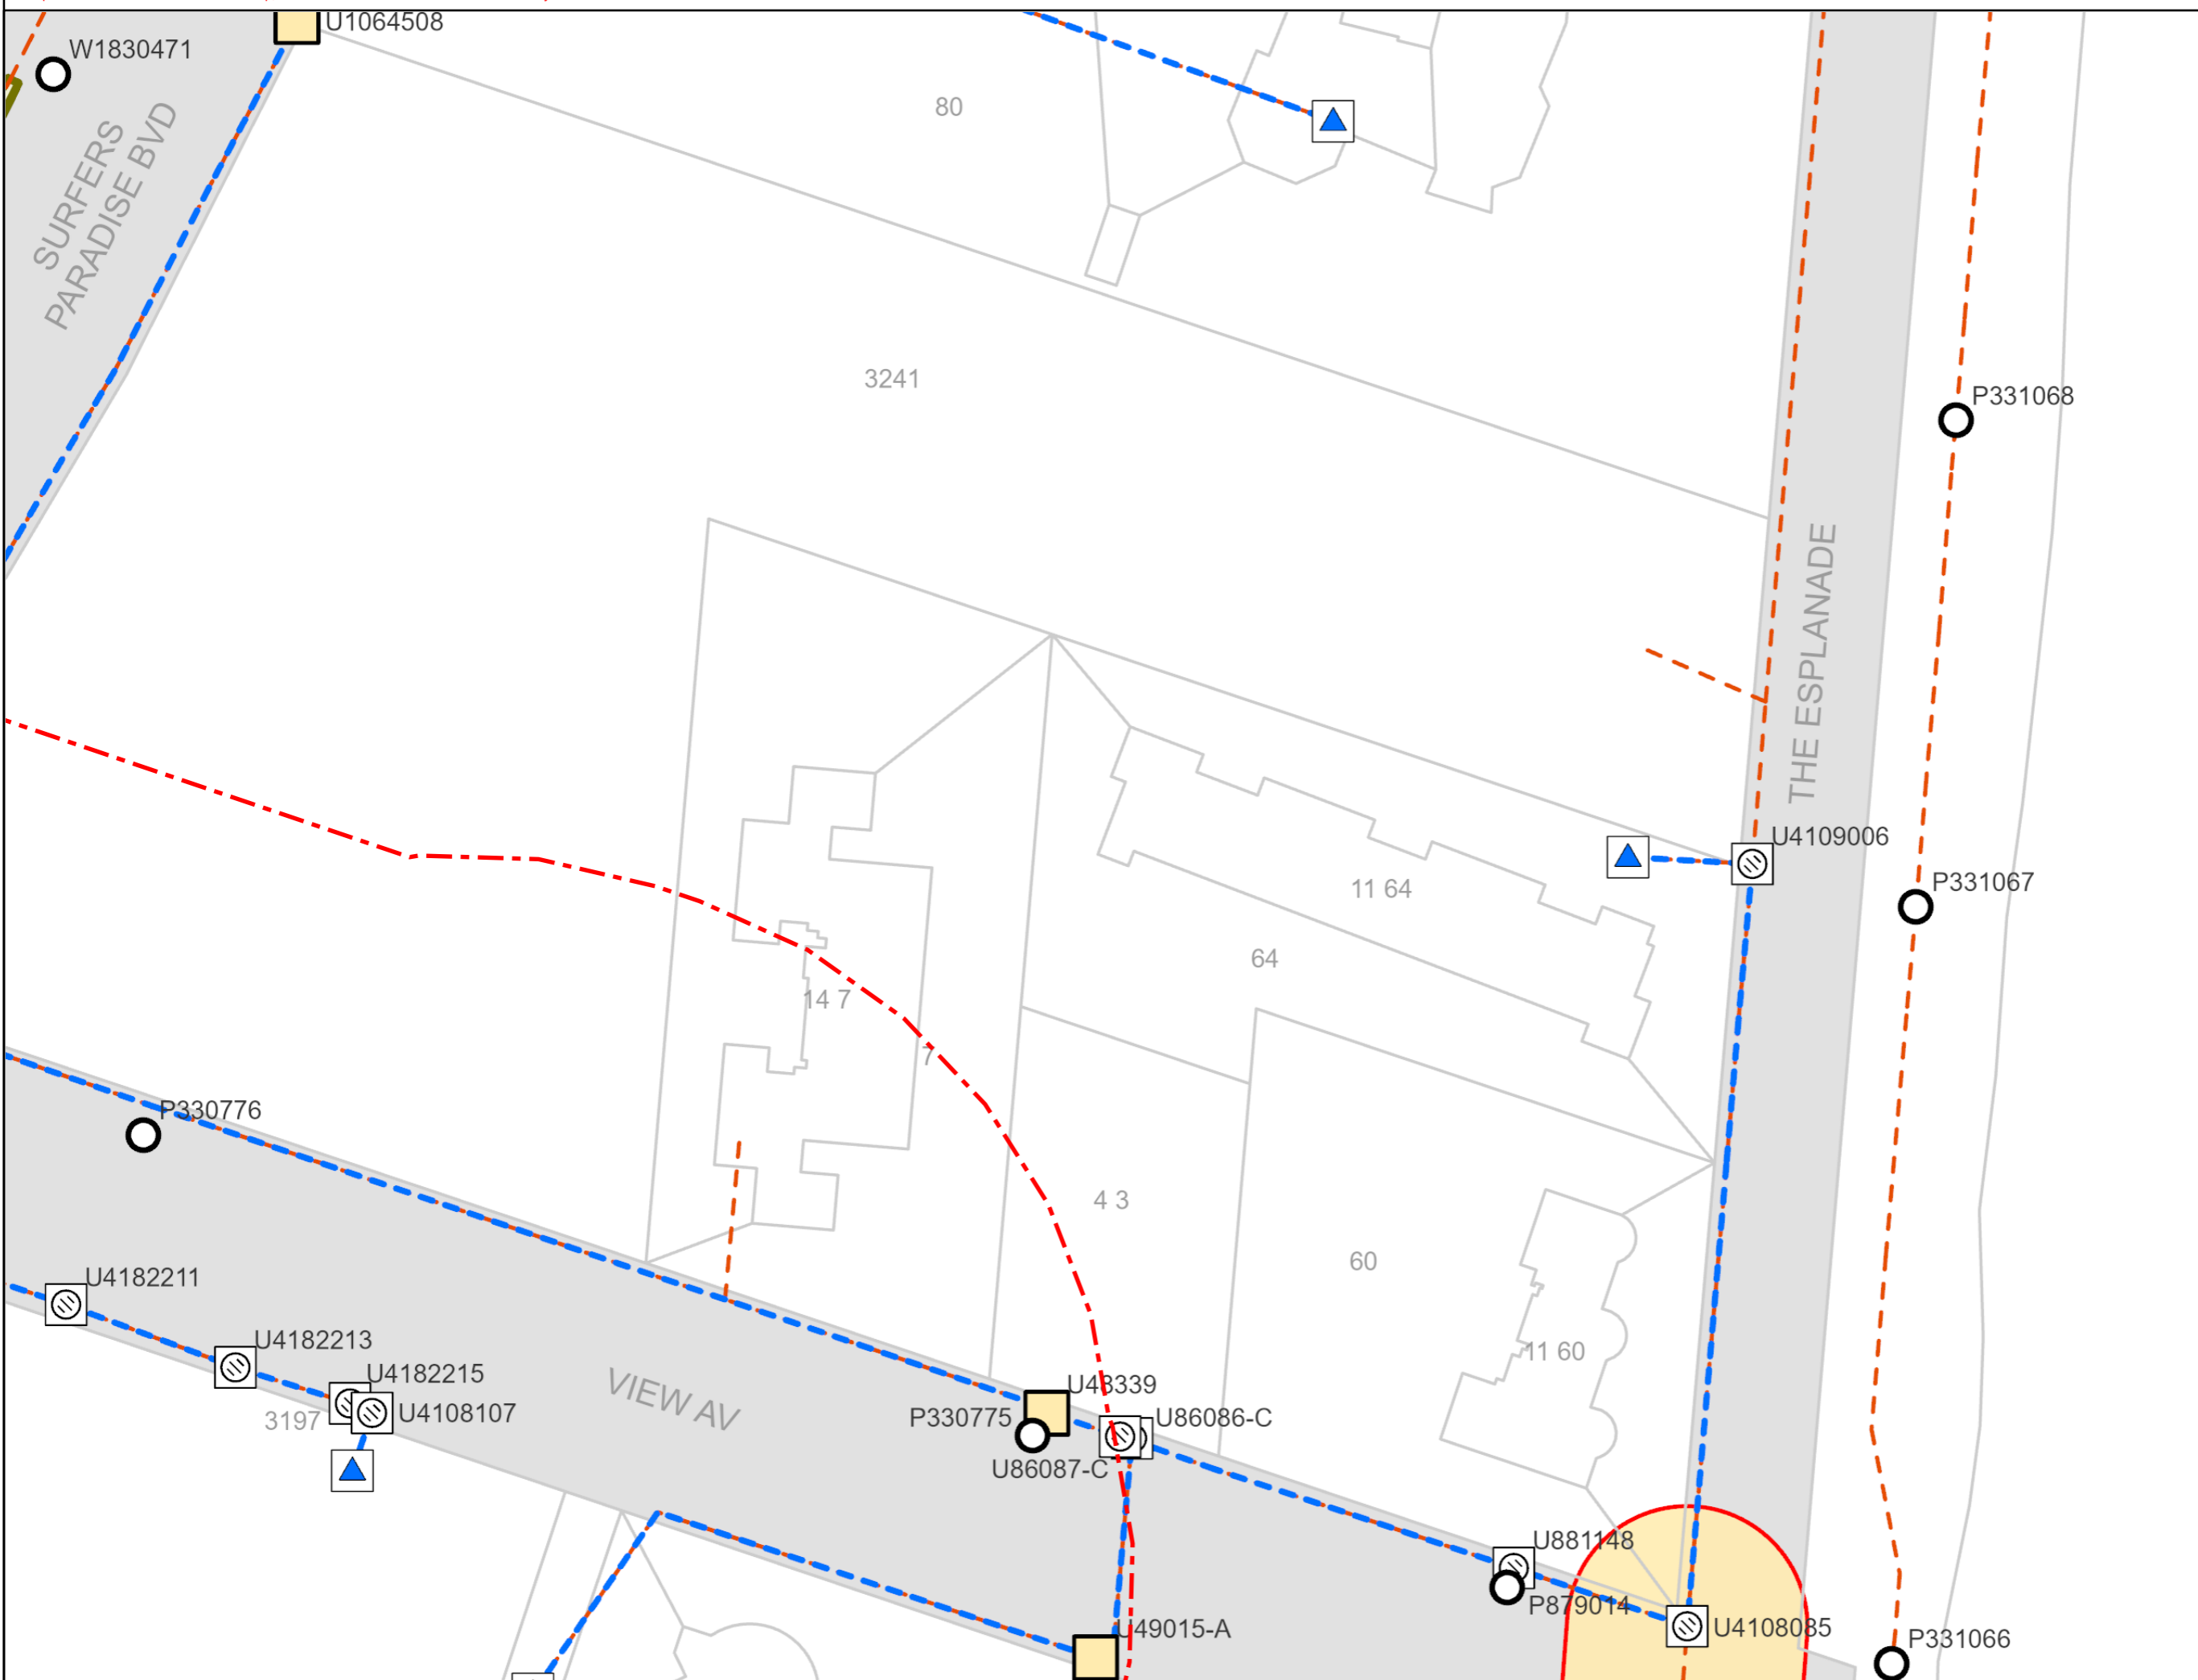 U1064508
W1830471
SURFERS
PARADISE BVD
80
3241
P331068
THE ESPLANADE
U4109006
P331067
11 64
64
14 7
7
P330776
4 3
60
U4182211
U4182213
U4182215
U4108107
3197
VIEW AV
U48339
P330775
U86086-C
U86087-C
11 60
U881148
P879014
U4108085
U49015-A
P331066